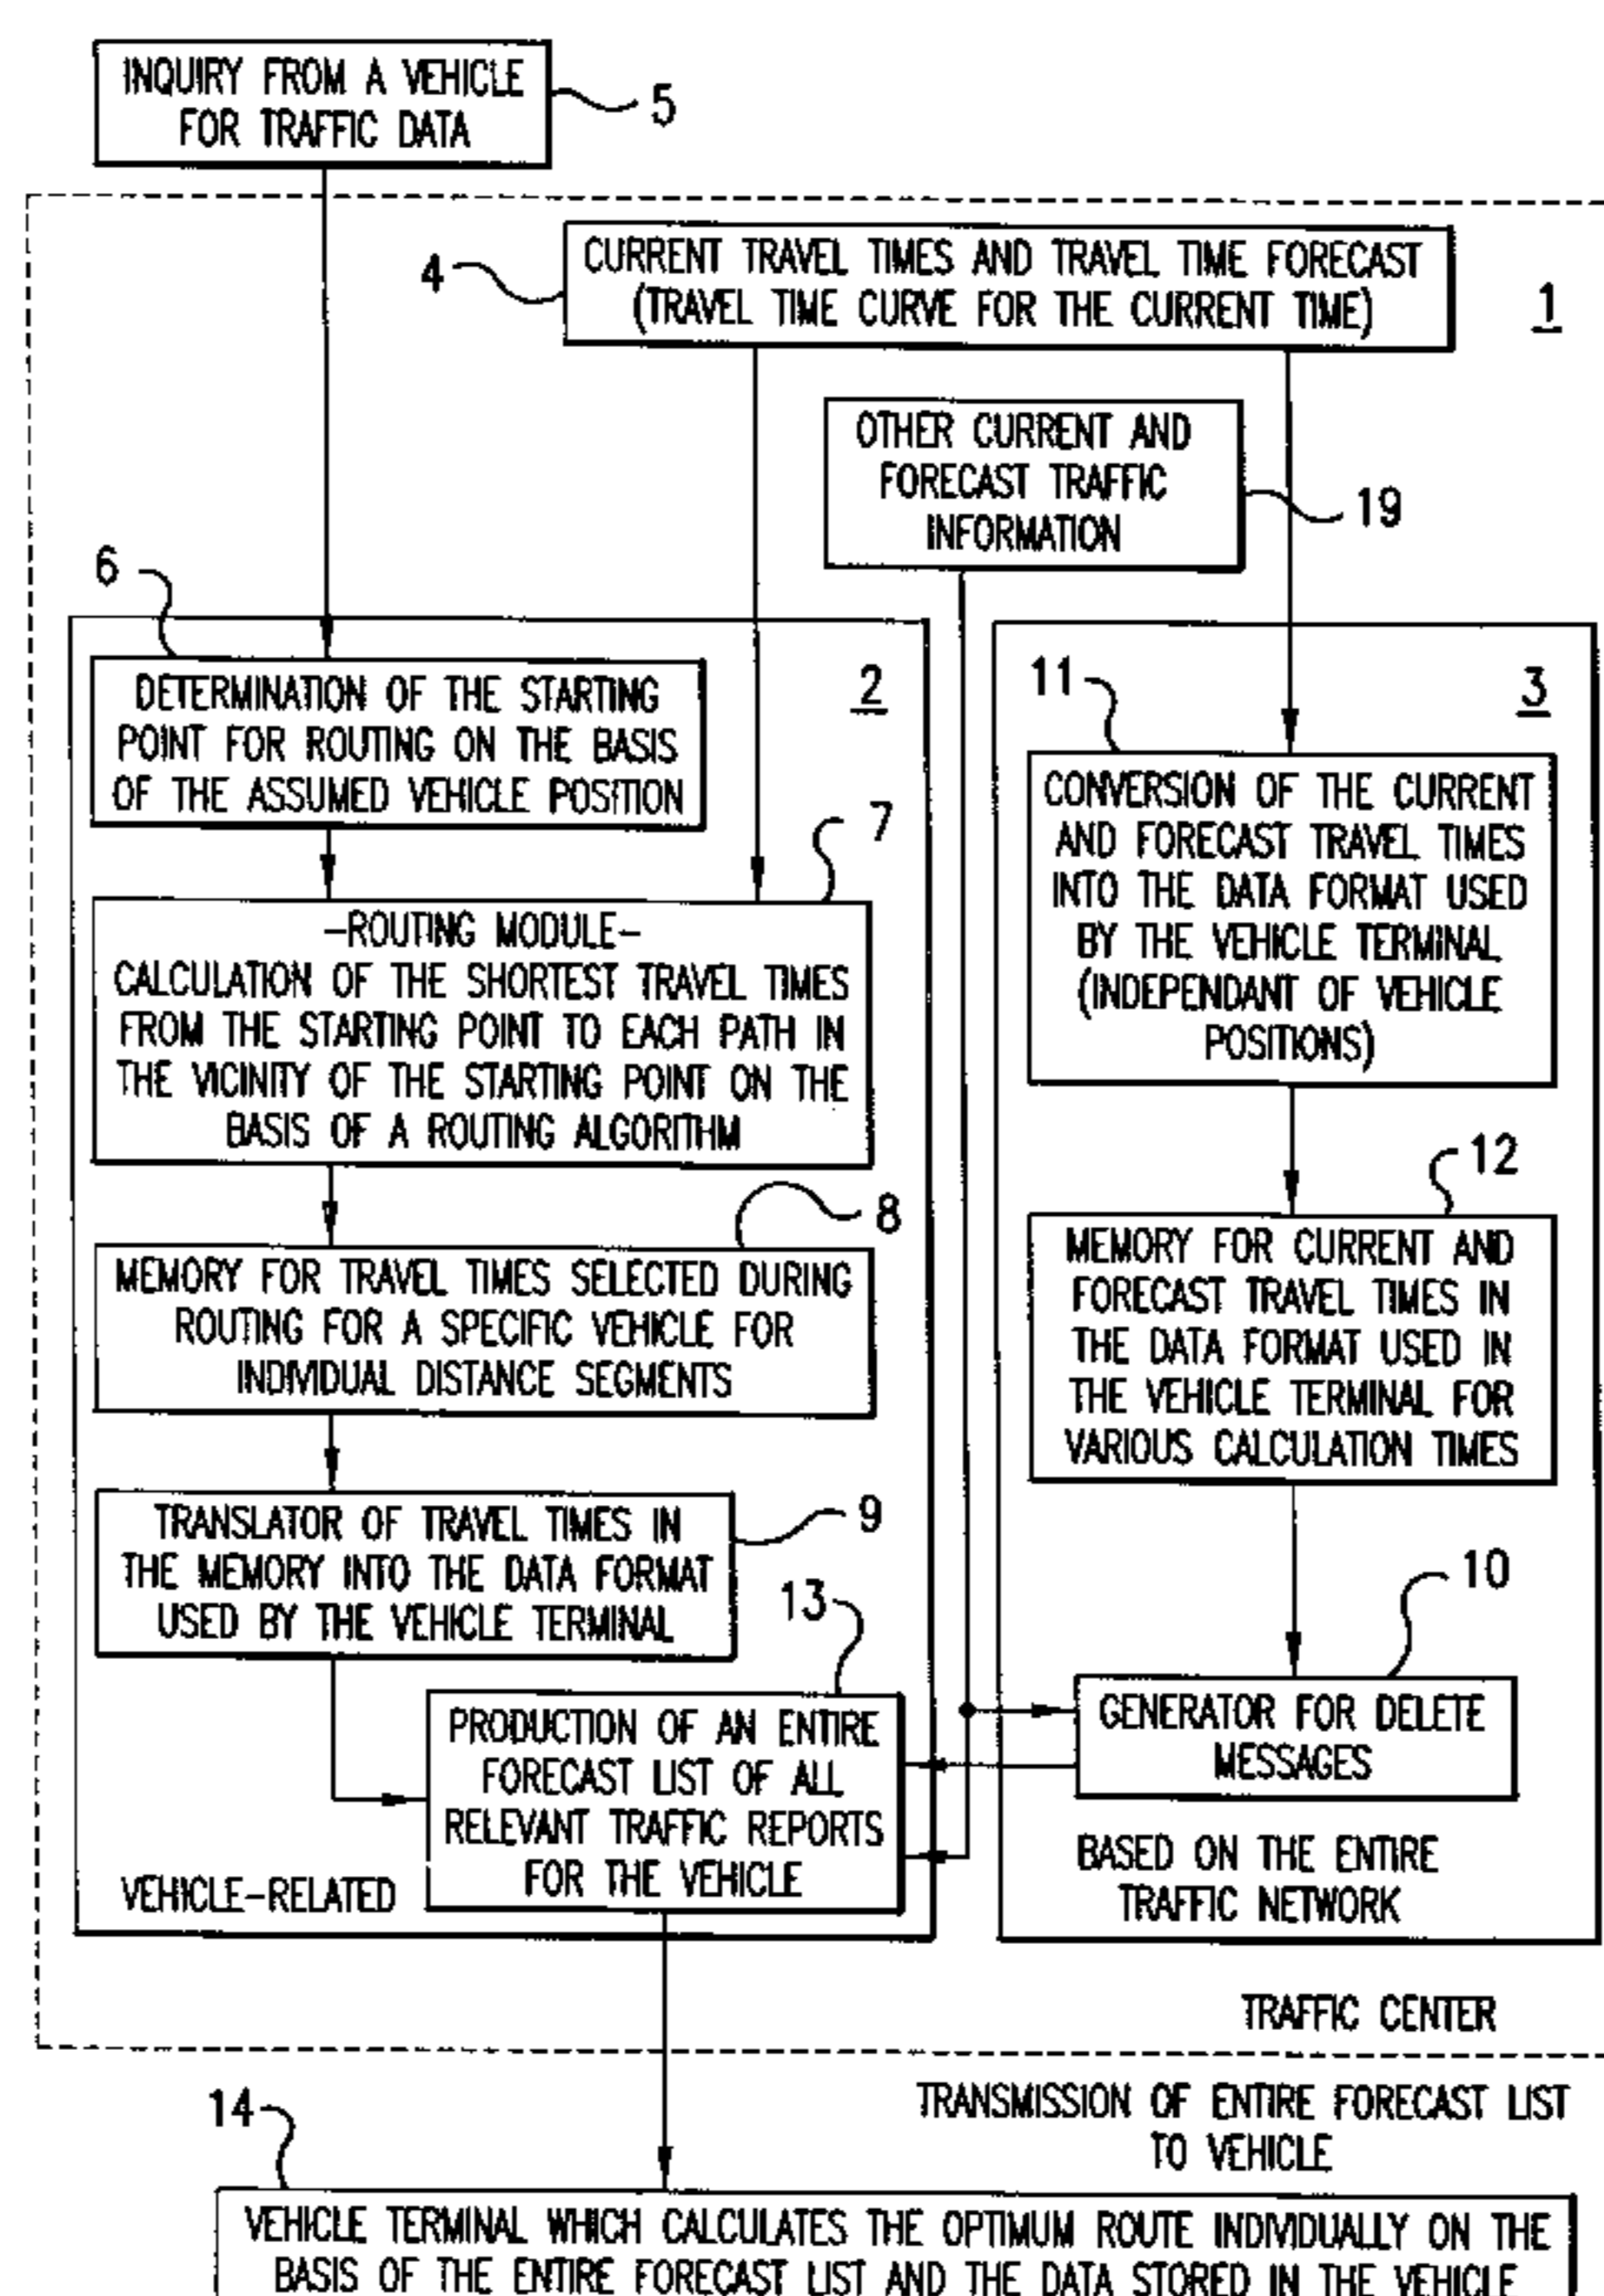 INQUIRY FROM A VEHICLE
FOR TRAFFIC DATA
5
CURRENT TRAVEL TIMES AND TRAVEL TIME FORECAST
(TRAVEL TIME CURVE FOR THE CURRENT TIME)
4
1
OTHER CURRENT AND
FORECAST TRAFFIC
INFORMATION
19
6
DETERMINATION OF THE STARTING
POINT FOR ROUTING ON THE BASIS
OF THE ASSUMED VEHICLE POSITION
2
7
-ROUTING MODULE-
CALCULATION OF THE SHORTEST TRAVEL TIMES
FROM THE STARTING POINT TO EACH PATH IN
THE VICINITY OF THE STARTING POINT ON THE
BASIS OF A ROUTING ALGORITHM
8
MEMORY FOR TRAVEL TIMES SELECTED DURING
ROUTING FOR A SPECIFIC VEHICLE FOR
INDIVIDUAL DISTANCE SEGMENTS
TRANSLATOR OF TRAVEL TIMES IN
THE MEMORY INTO THE DATA FORMAT
USED BY THE VEHICLE TERMINAL
9
13
PRODUCTION OF AN ENTIRE
FORECAST LIST OF ALL
RELEVANT TRAFFIC REPORTS
FOR THE VEHICLE
VEHICLE-RELATED
11
3
CONVERSION OF THE CURRENT
AND FORECAST TRAVEL TIMES
INTO THE DATA FORMAT USED
BY THE VEHICLE TERMINAL
(INDEPENDANT OF VEHICLE
POSITIONS)
12
MEMORY FOR CURRENT AND
FORECAST TRAVEL TIMES IN
THE DATA FORMAT USED IN
THE VEHICLE TERMINAL FOR
VARIOUS CALCULATION TIMES
10
GENERATOR FOR DELETE
MESSAGES
BASED ON THE ENTIRE
TRAFFIC NETWORK
TRAFFIC CENTER
TRANSMISSION OF ENTIRE FORECAST LIST
TO VEHICLE
14
VEHICLE TERMINAL WHICH CALCULATES THE OPTIMUM ROUTE INDIVIDUALLY ON THE
BASIS OF THE ENTIRE FORECAST LIST AND THE DATA STORED IN THE VEHICLE